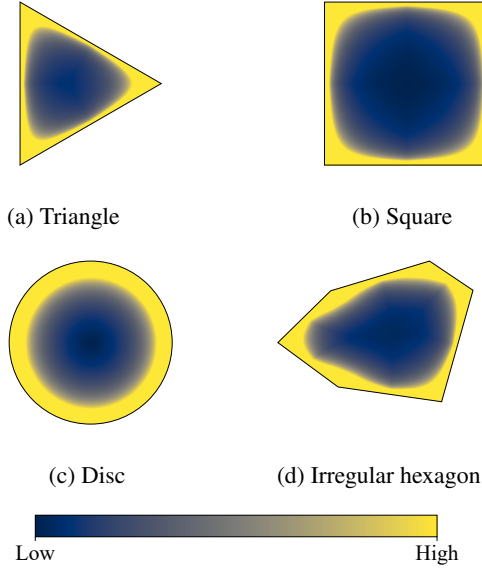 (a) Triangle
(b) Square
(c) Disc
(d) Irregular hexagon
Low
High